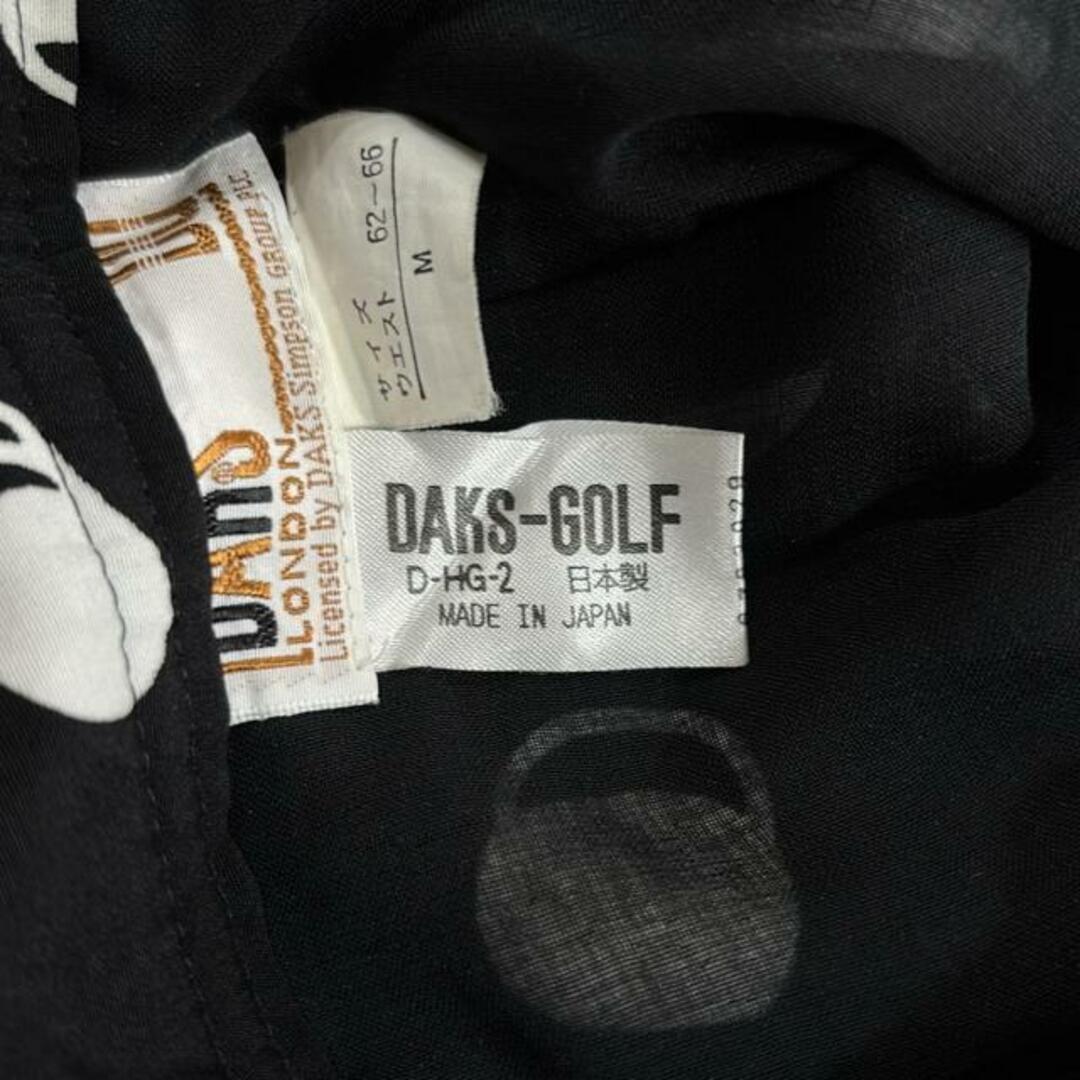 DAKS®
LONDON
Licensed by DAKS Simpson GROUP PLC
サイズ
ウエスト 62~66
M
DAKS-GOLF
D-HG-2 日本製
MADE IN JAPAN